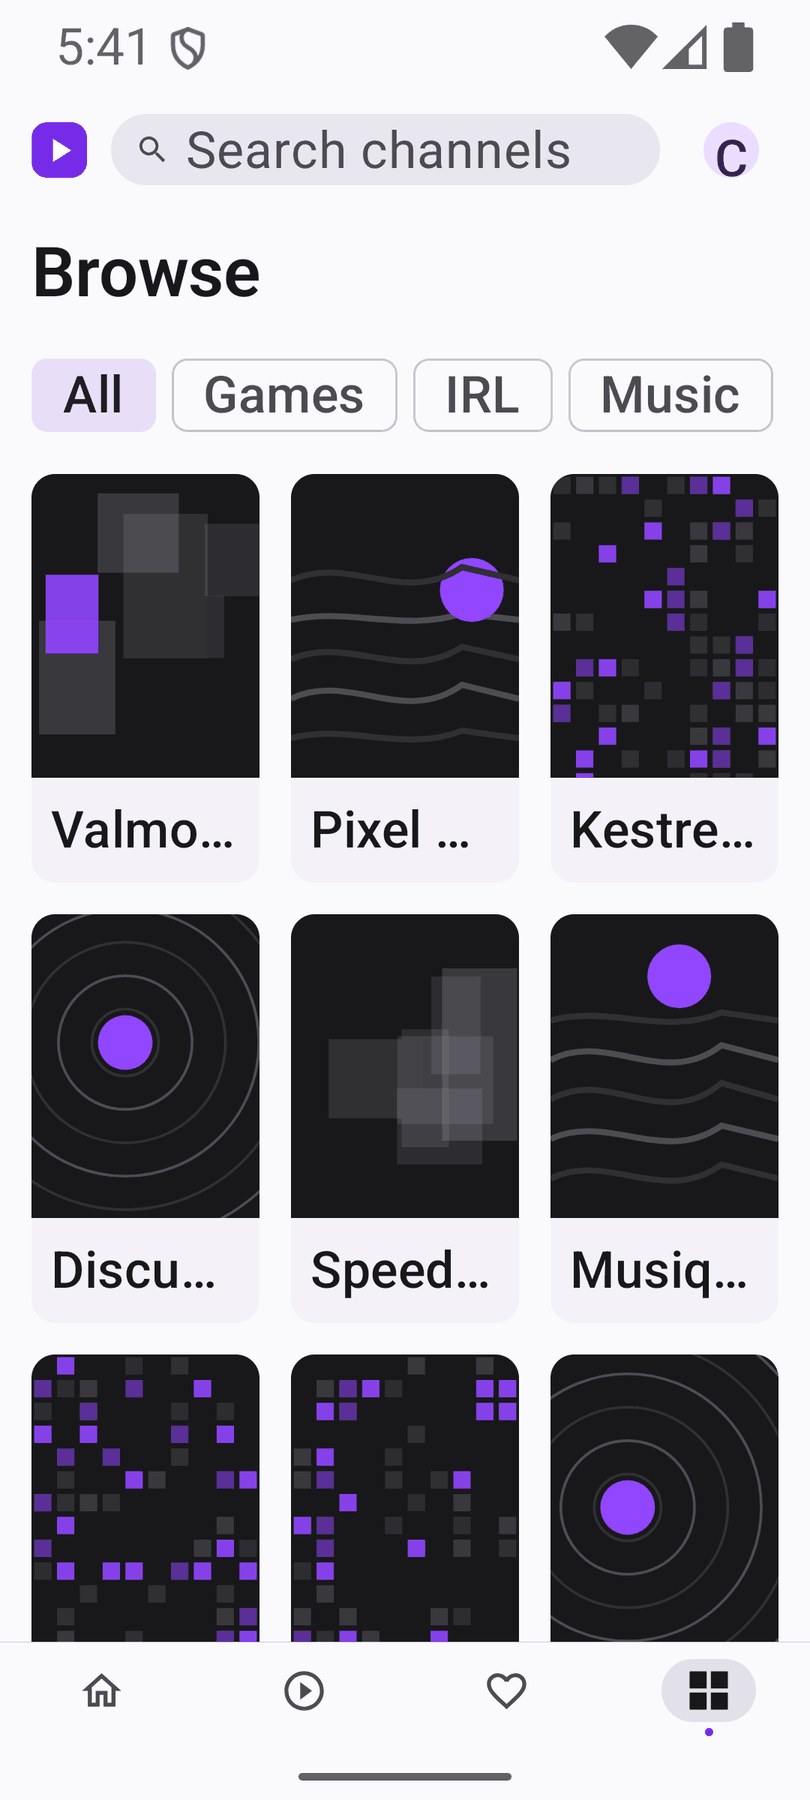 5:41
Search channels
C
Browse
All
Games
IRL
Music
Valmo...
Pixel ...
Kestre...
Discu...
Speed...
Musiq...